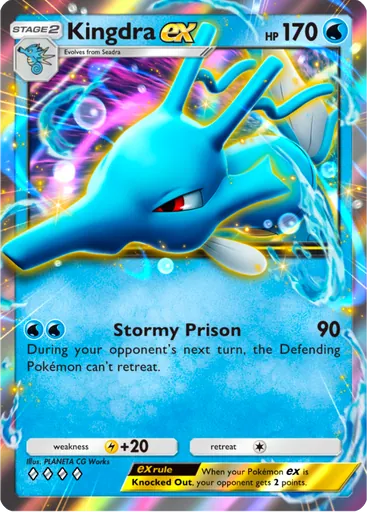 STAGE 2 Kingdra ex HP 170
Evolves from Seadra
Stormy Prison 90
During your opponent's next turn, the Defending
Pokémon can't retreat.
weakness +20 retreat
Illus. PLANETA CG Works
ex rule When your Pokémon ex is
Knocked Out, your opponent gets 2 points.